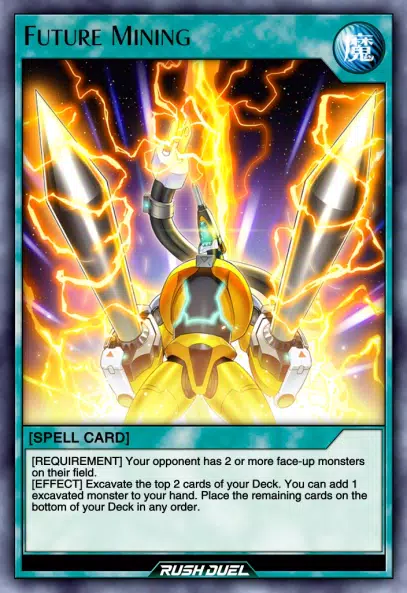 Future Mining
魔
[SPELL CARD]
[REQUIREMENT] Your opponent has 2 or more face-up monsters
on their field.
[EFFECT] Excavate the top 2 cards of your Deck. You can add 1
excavated monster to your hand. Place the remaining cards on the
bottom of your Deck in any order.
RUSH DUEL